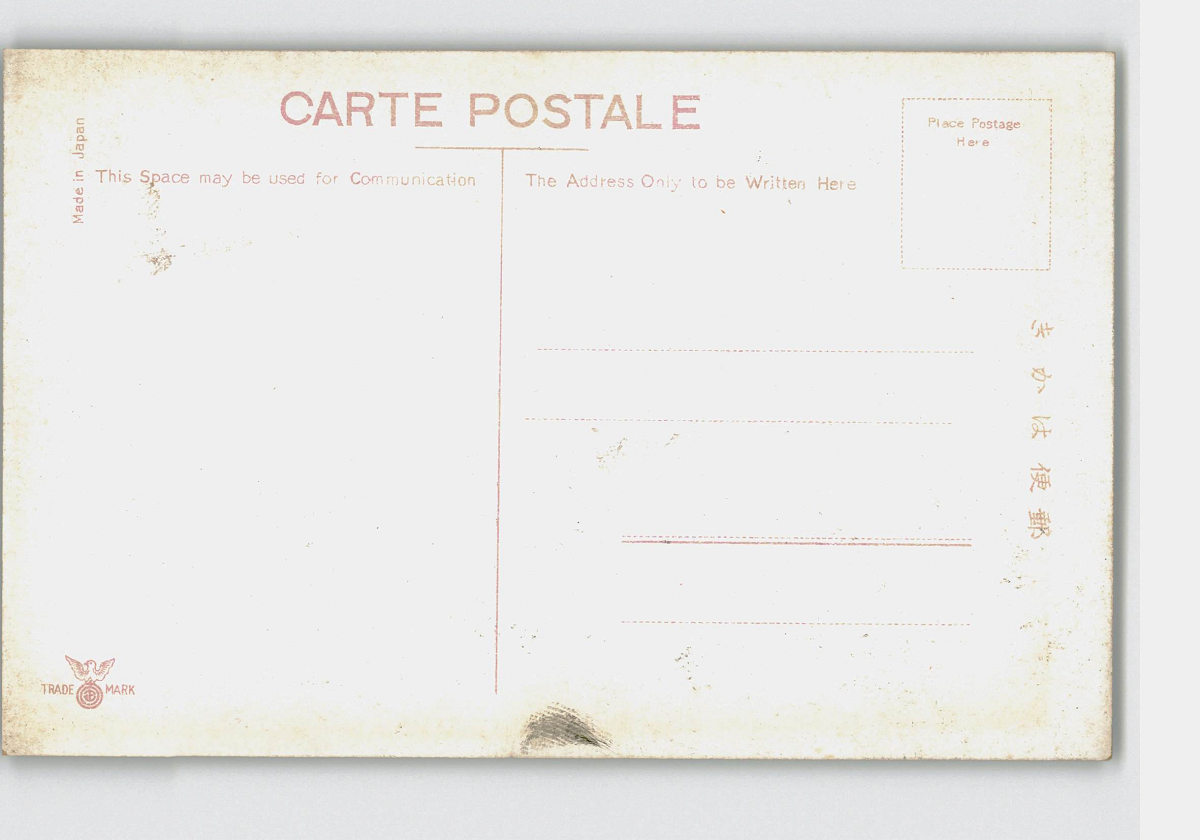 CARTE POSTALE
Made in Japan
This Space may be used for Communication
The Address Only to be Written Here
Place Postage
Here
郵便はかき
TRADE MARK